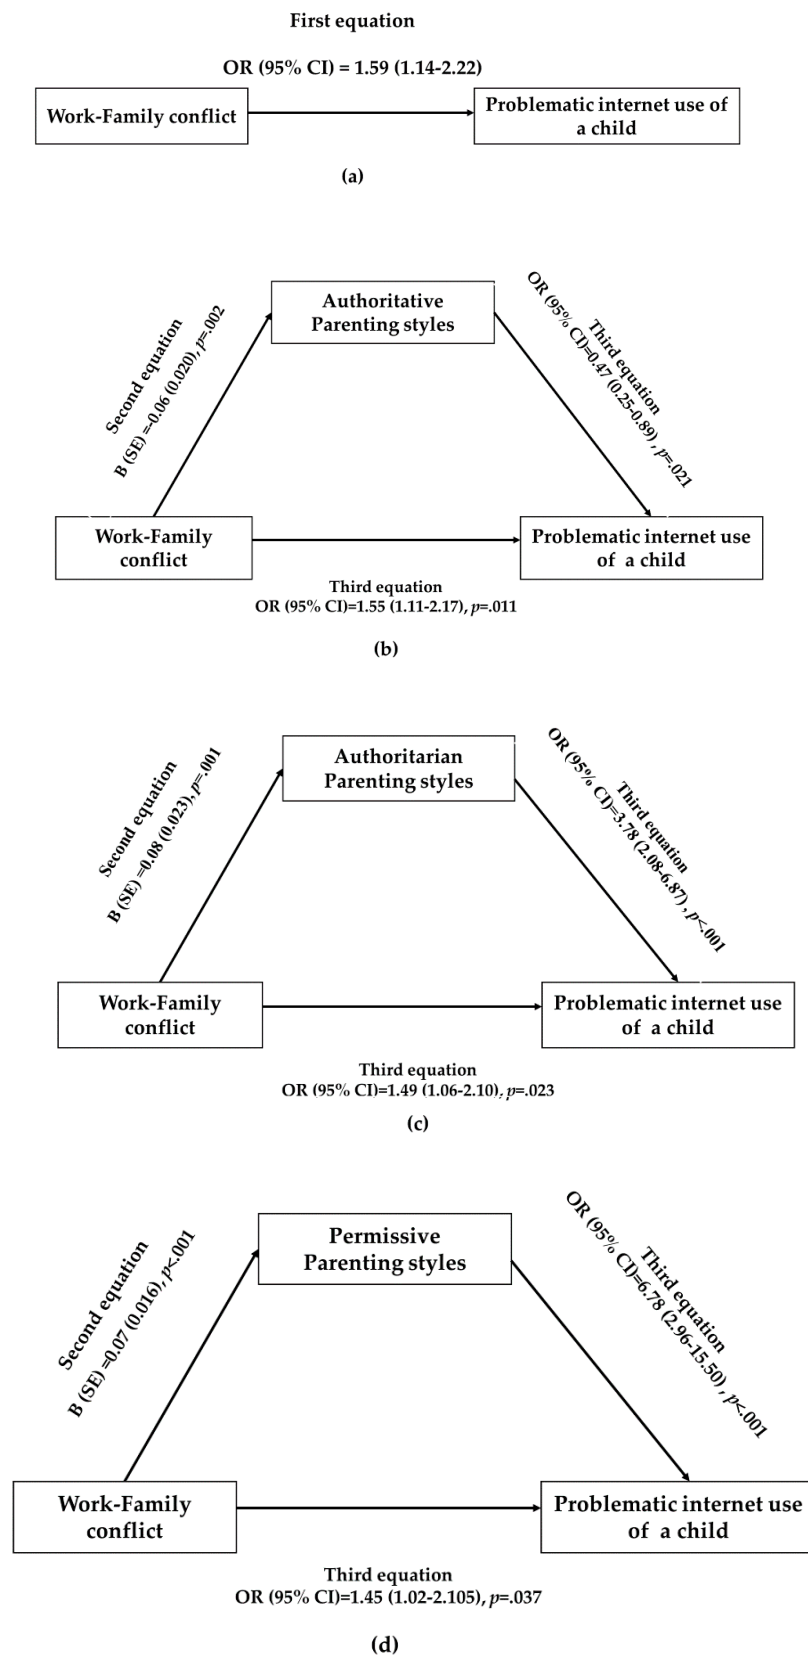 First equation
OR (95% CI) = 1.59 (1.14-2.22)
Work-Family conflict
Problematic internet use of
a child
(a)
Authoritative
Parenting styles
Second equation
B (SE) =-0.06 (0.020), p=.002
Third equation
OR (95% CI)=0.47 (0.25-0.89) , p=.021
Work-Family
conflict
Problematic internet use
of a child
Third equation
OR (95% CI)=1.55 (1.11-2.17), p=.011
(b)
Authoritarian
Parenting styles
Second equation
B (SE) =0.08 (0.023), p=.001
Third equation
OR (95% CI)=3.78 (2.08-6.87) , p<.001
Work-Family
conflict
Problematic internet use
of a child
Third equation
OR (95% CI)=1.49 (1.06-2.10), p=.023
(c)
Permissive
Parenting styles
Second equation
B (SE) =0.07 (0.016), p<.001
Third equation
OR (95% CI)=6.78 (2.96-15.50) , p<.001
Work-Family
conflict
Problematic internet use
of a child
Third equation
OR (95% CI)=1.45 (1.02-2.105), p=.037
(d)